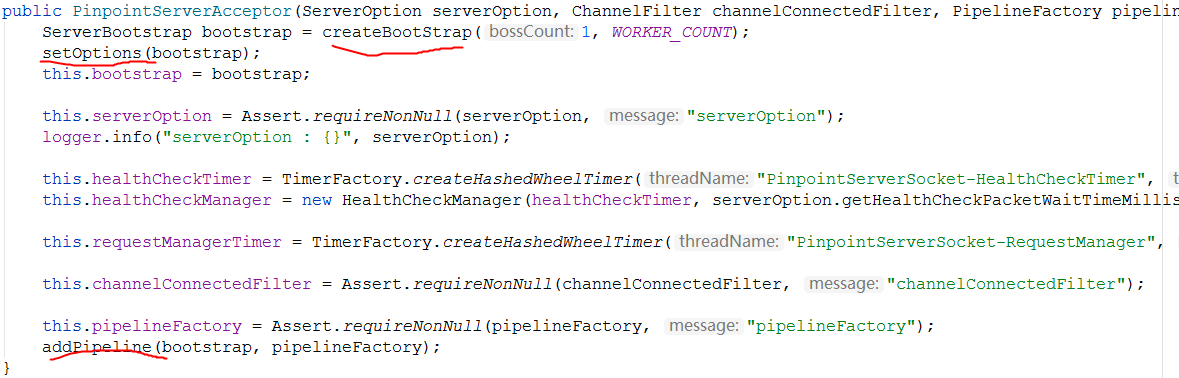 public PinpointServerAcceptor(ServerOption serverOption, ChannelFilter channelConnectedFilter, PipelineFactory pipelin
ServerBootstrap bootstrap = createBootStrap( bossCount: 1, WORKER_COUNT);
setOptions(bootstrap);
this.bootstrap = bootstrap;
this.serverOption = Assert.requireNonNull(serverOption, message: "serverOption");
logger.info("serverOption : {}", serverOption);
this.healthCheckTimer = TimerFactory.createHashedWheelTimer( threadName: "PinpointServerSocket-HealthCheckTimer",
this.healthCheckManager = new HealthCheckManager(healthCheckTimer, serverOption.getHealthCheckPacketWaitTimeMillis
this.requestManagerTimer = TimerFactory.createHashedWheelTimer( threadName: "PinpointServerSocket-RequestManager",
this.channelConnectedFilter = Assert.requireNonNull(channelConnectedFilter, message: "channelConnectedFilter");
this.pipelineFactory = Assert.requireNonNull(pipelineFactory, message: "pipelineFactory");
addPipeline(bootstrap, pipelineFactory);
}